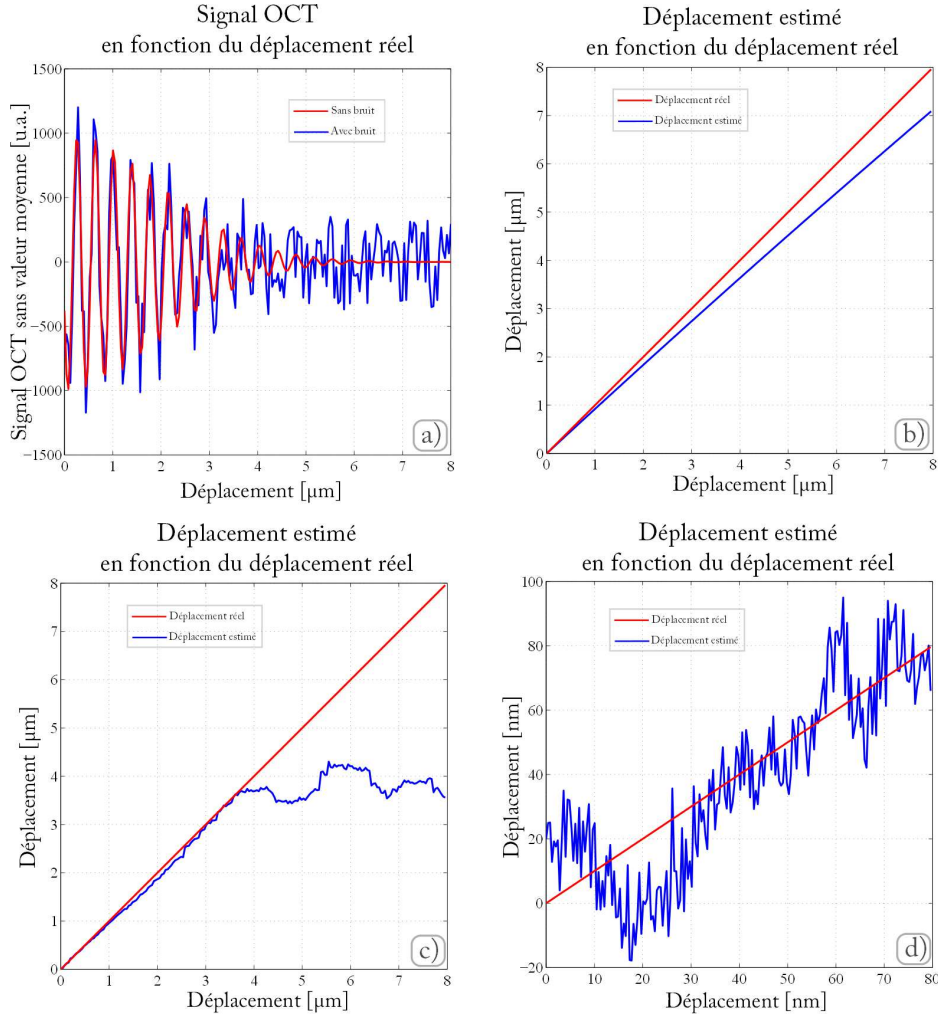 Signal OCT
en fonction du déplacement réel
1500
1000
500
0
−500
−1000
−1500
Signal OCT sans valeur moyenne [u.a.]
Sans bruit
Avec bruit
a)
0 1 2 3 4 5 6 7 8
Déplacement [μm]
Déplacement estimé
en fonction du déplacement réel
8
7
6
5
4
3
2
1
0
Déplacement [μm]
Déplacement réel
Déplacement estimé
b)
0 1 2 3 4 5 6 7 8
Déplacement [μm]
Déplacement estimé
en fonction du déplacement réel
8
7
6
5
4
3
2
1
0
Déplacement [μm]
Déplacement réel
Déplacement estimé
c)
0 1 2 3 4 5 6 7 8
Déplacement [μm]
Déplacement estimé
en fonction du déplacement réel
100
80
60
40
20
0
−20
Déplacement [nm]
Déplacement réel
Déplacement estimé
d)
0 10 20 30 40 50 60 70 80
Déplacement [nm]